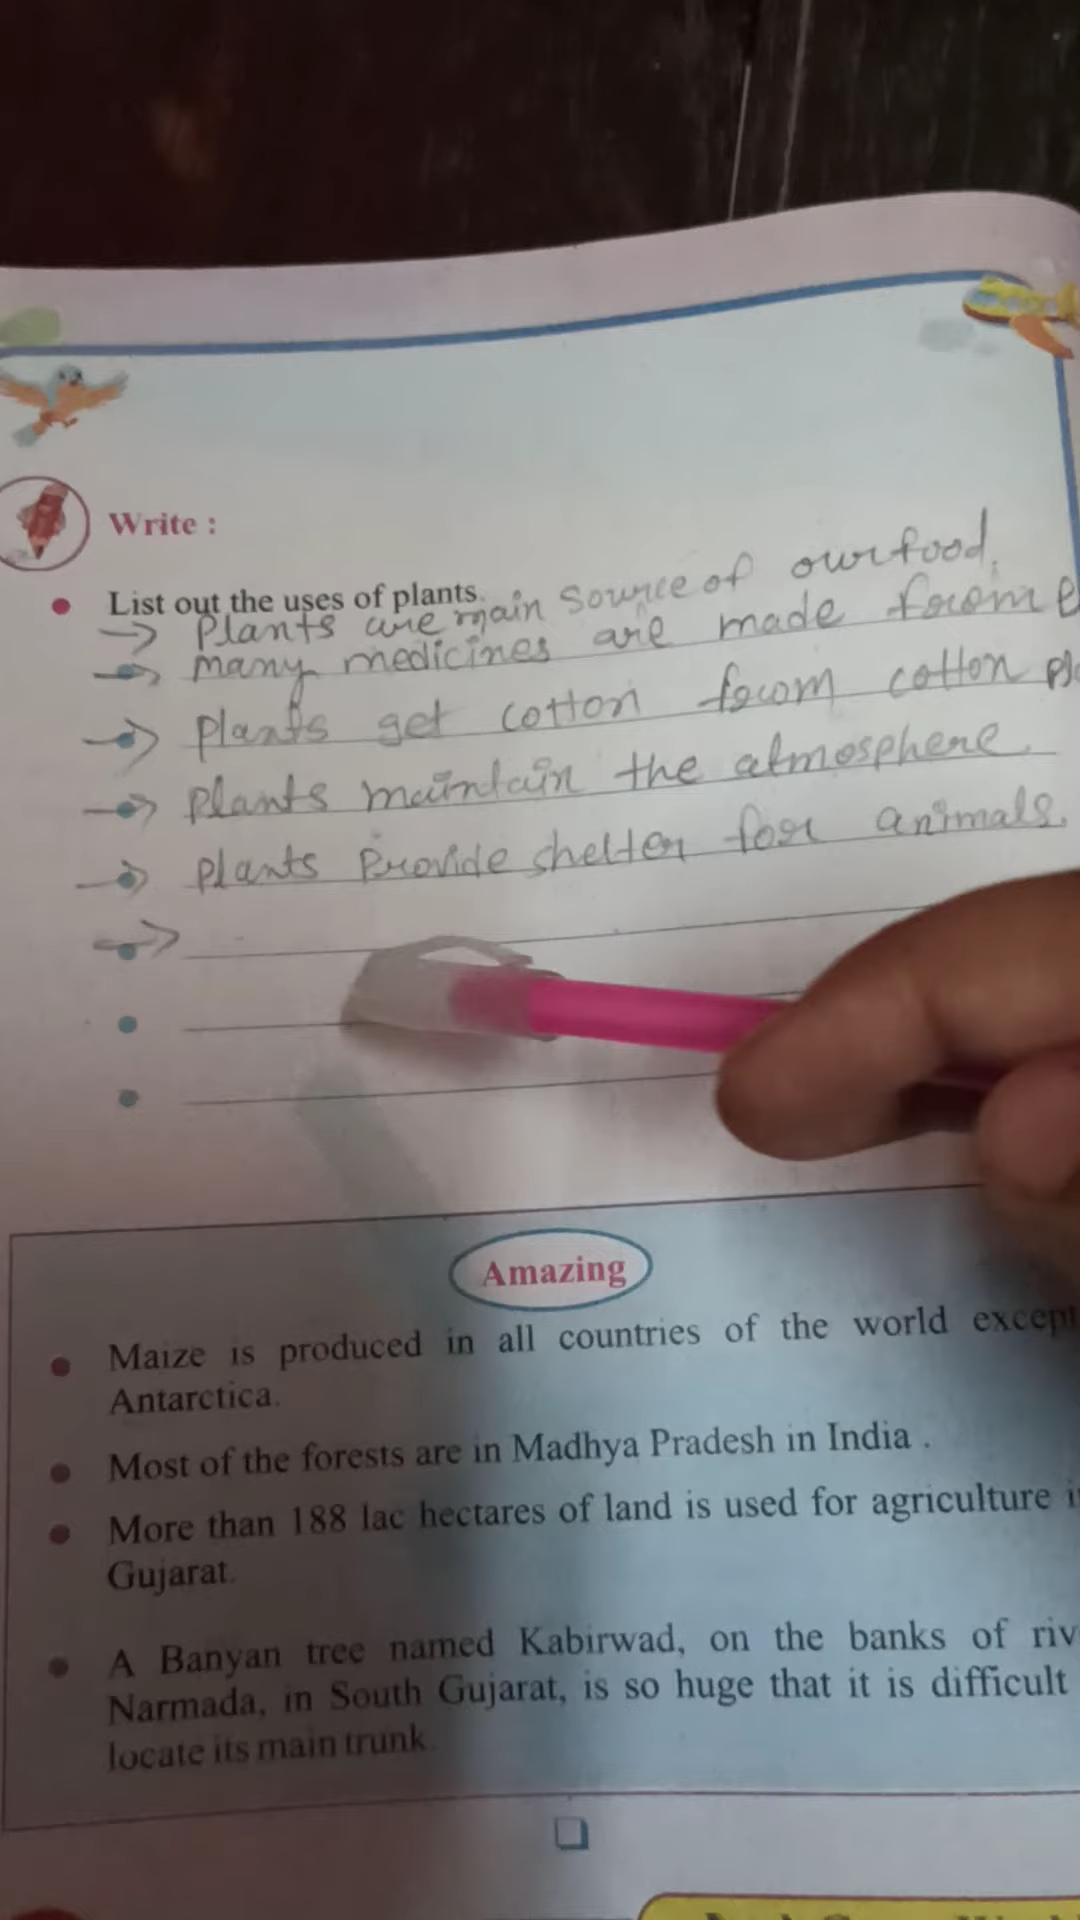 Write :
List out the uses of plants.
→ Plants are main source of our food.
→ many medicines are made from
→ plants get cotton from cotton
→ plants maintain the atmosphere.
→ plants Provide shelter for animals.
→
Amazing
Maize is produced in all countries of the world except
Antarctica.
Most of the forests are in Madhya Pradesh in India .
More than 188 lac hectares of land is used for agriculture
Gujarat.
A Banyan tree named Kabirwad, on the banks of
Narmada, in South Gujarat, is so huge that it is difficult
locate its main trunk.